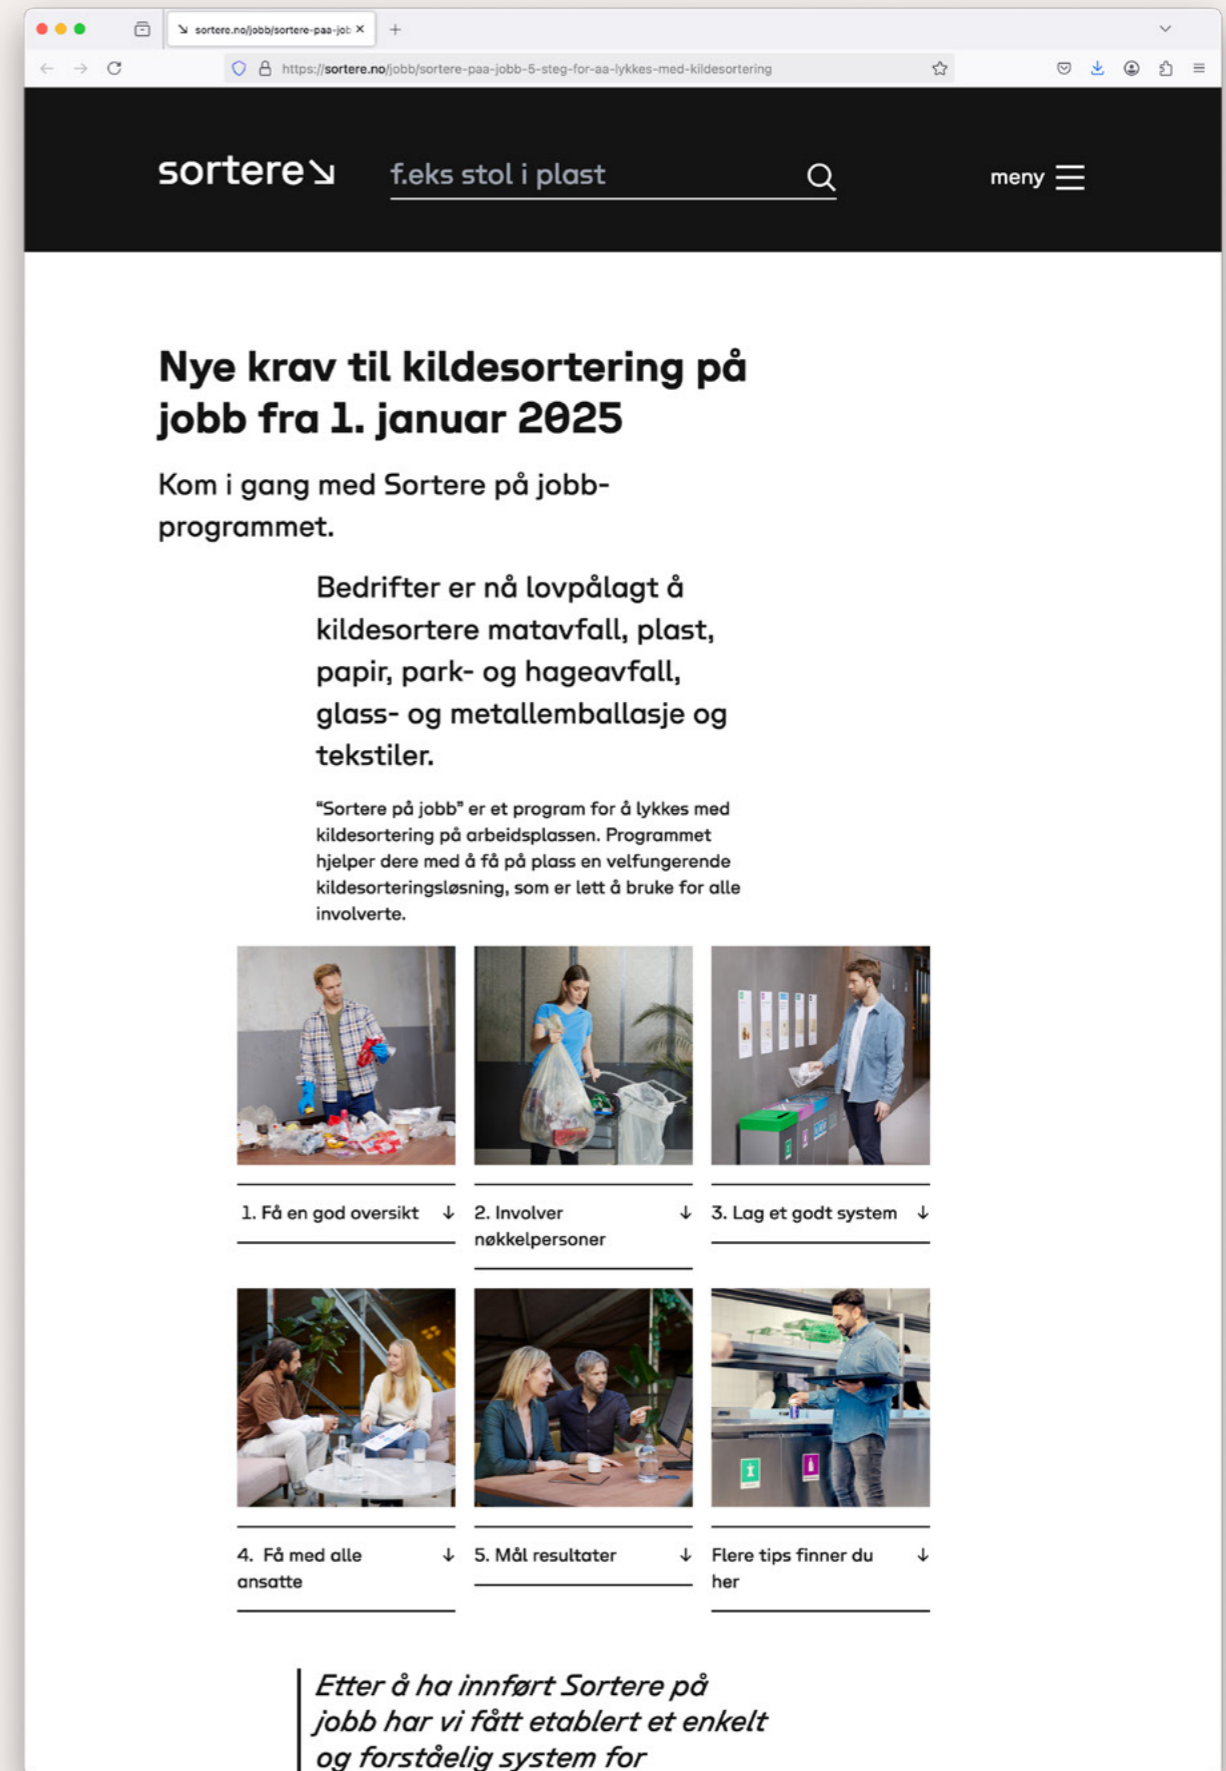 sortere.no/jobb/sortere-paa-job
https://sortere.no/jobb/sortere-paa-jobb-5-steg-for-aa-lykkes-med-kildesortering
sortere↘ f.eks stol i plast meny
Nye krav til kildesortering på
jobb fra 1. januar 2025
Kom i gang med Sortere på jobb-
programmet.
Bedrifter er nå lovpålagt å
kildesortere matavfall, plast,
papir, park- og hageavfall,
glass- og metallemballasje og
tekstiler.
“Sortere på jobb” er et program for å lykkes med
kildesortering på arbeidsplassen. Programmet
hjelper dere med å få på plass en velfungerende
kildesorteringsløsning, som er lett å bruke for alle
involverte.
1. Få en god oversikt ↓
2. Involver ↓
nøkkelpersoner
3. Lag et godt system ↓
4. Få med alle ↓
ansatte
5. Mål resultater ↓
Flere tips finner du ↓
her
Etter å ha innført Sortere på
jobb har vi fått etablert et enkelt
og forståelig system for